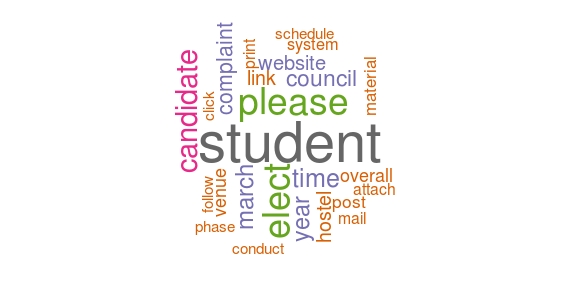 schedule
system
complaint
print
website
link
council
material
candidate
click
please
student
elect
time
overall
attach
march
venue
follow
year
hostel
post
mail
phase
conduct